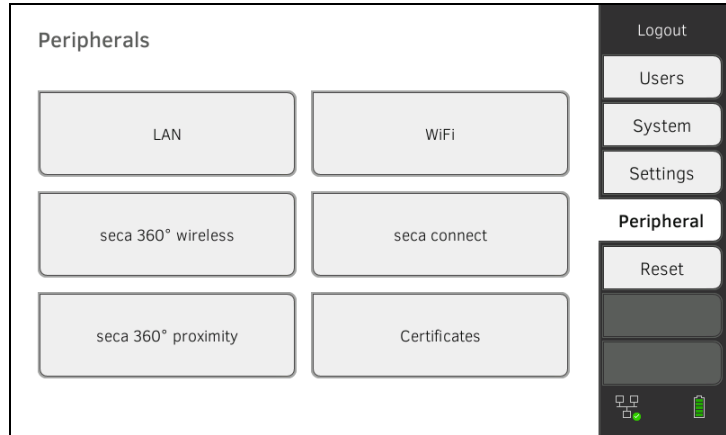 Peripherals
LAN
WiFi
seca 360° wireless
seca connect
seca 360° proximity
Certificates
Logout
Users
System
Settings
Peripheral
Reset